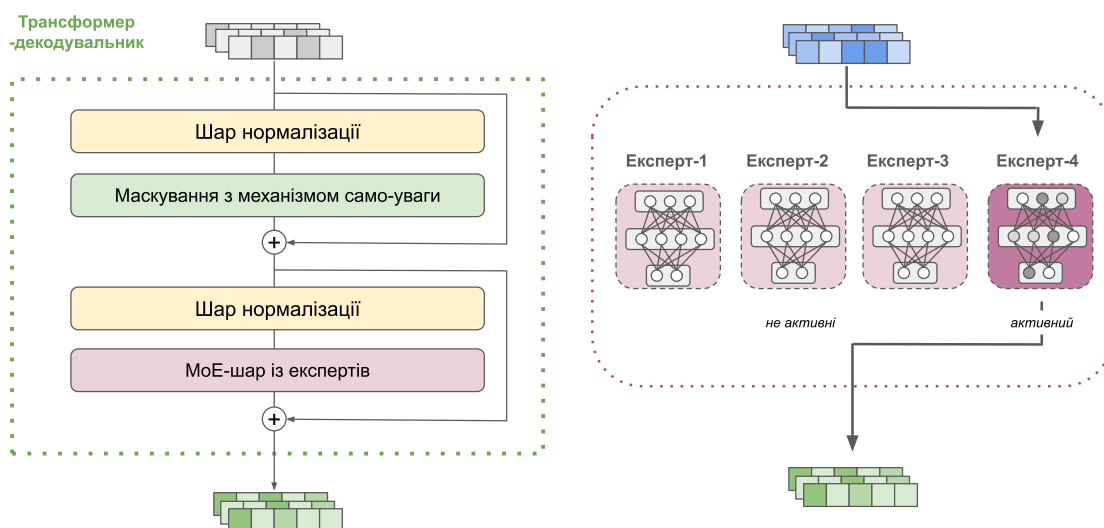 Трансформер
-декодувальник
Шар нормалізації
Маскування з механізмом само-уваги
+
Шар нормалізації
MoE-шар із експертів
+
Експерт-1
Експерт-2
Експерт-3
Експерт-4
не активні
активний